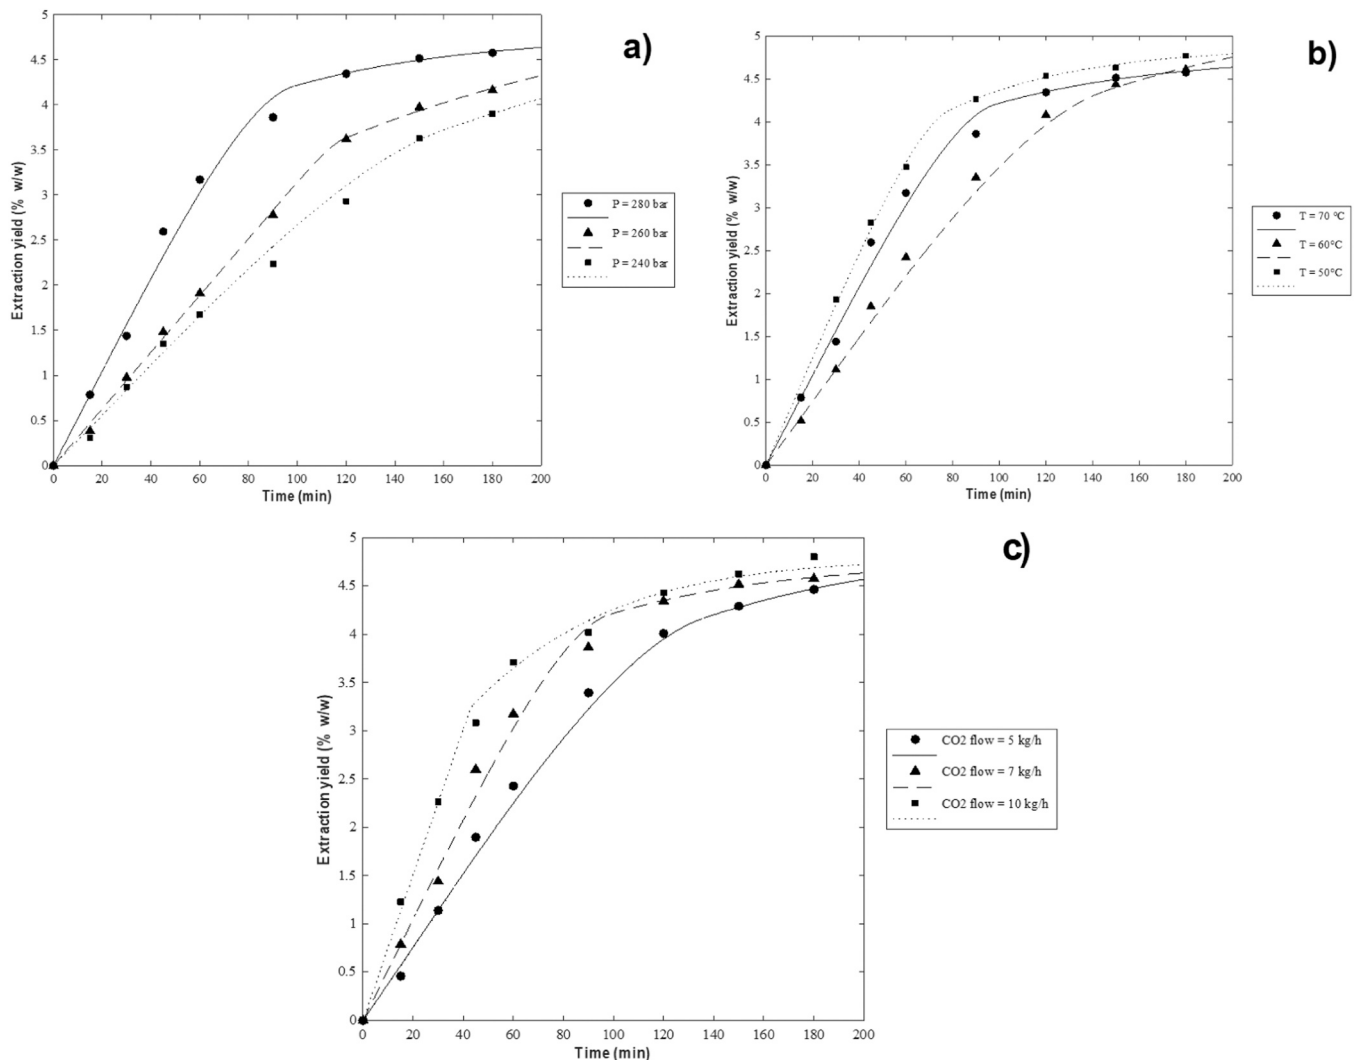 a)
5
4.5
4
3.5
3
2.5
2
1.5
1
0.5
0
Extraction yield (% w/w)
0 20 40 60 80 100 120 140 160 180 200
Time (min)
P = 280 bar
P = 260 bar
P = 240 bar
b)
5
4.5
4
3.5
3
2.5
2
1.5
1
0.5
0
Extraction yield (% w/w)
0 20 40 60 80 100 120 140 160 180 200
Time (min)
T = 70 °C
T = 60°C
T = 50°C
c)
5
4.5
4
3.5
3
2.5
2
1.5
1
0.5
0
Extraction yield (% w/w)
0 20 40 60 80 100 120 140 160 180 200
Time (min)
CO2 flow = 5 kg/h
CO2 flow = 7 kg/h
CO2 flow = 10 kg/h